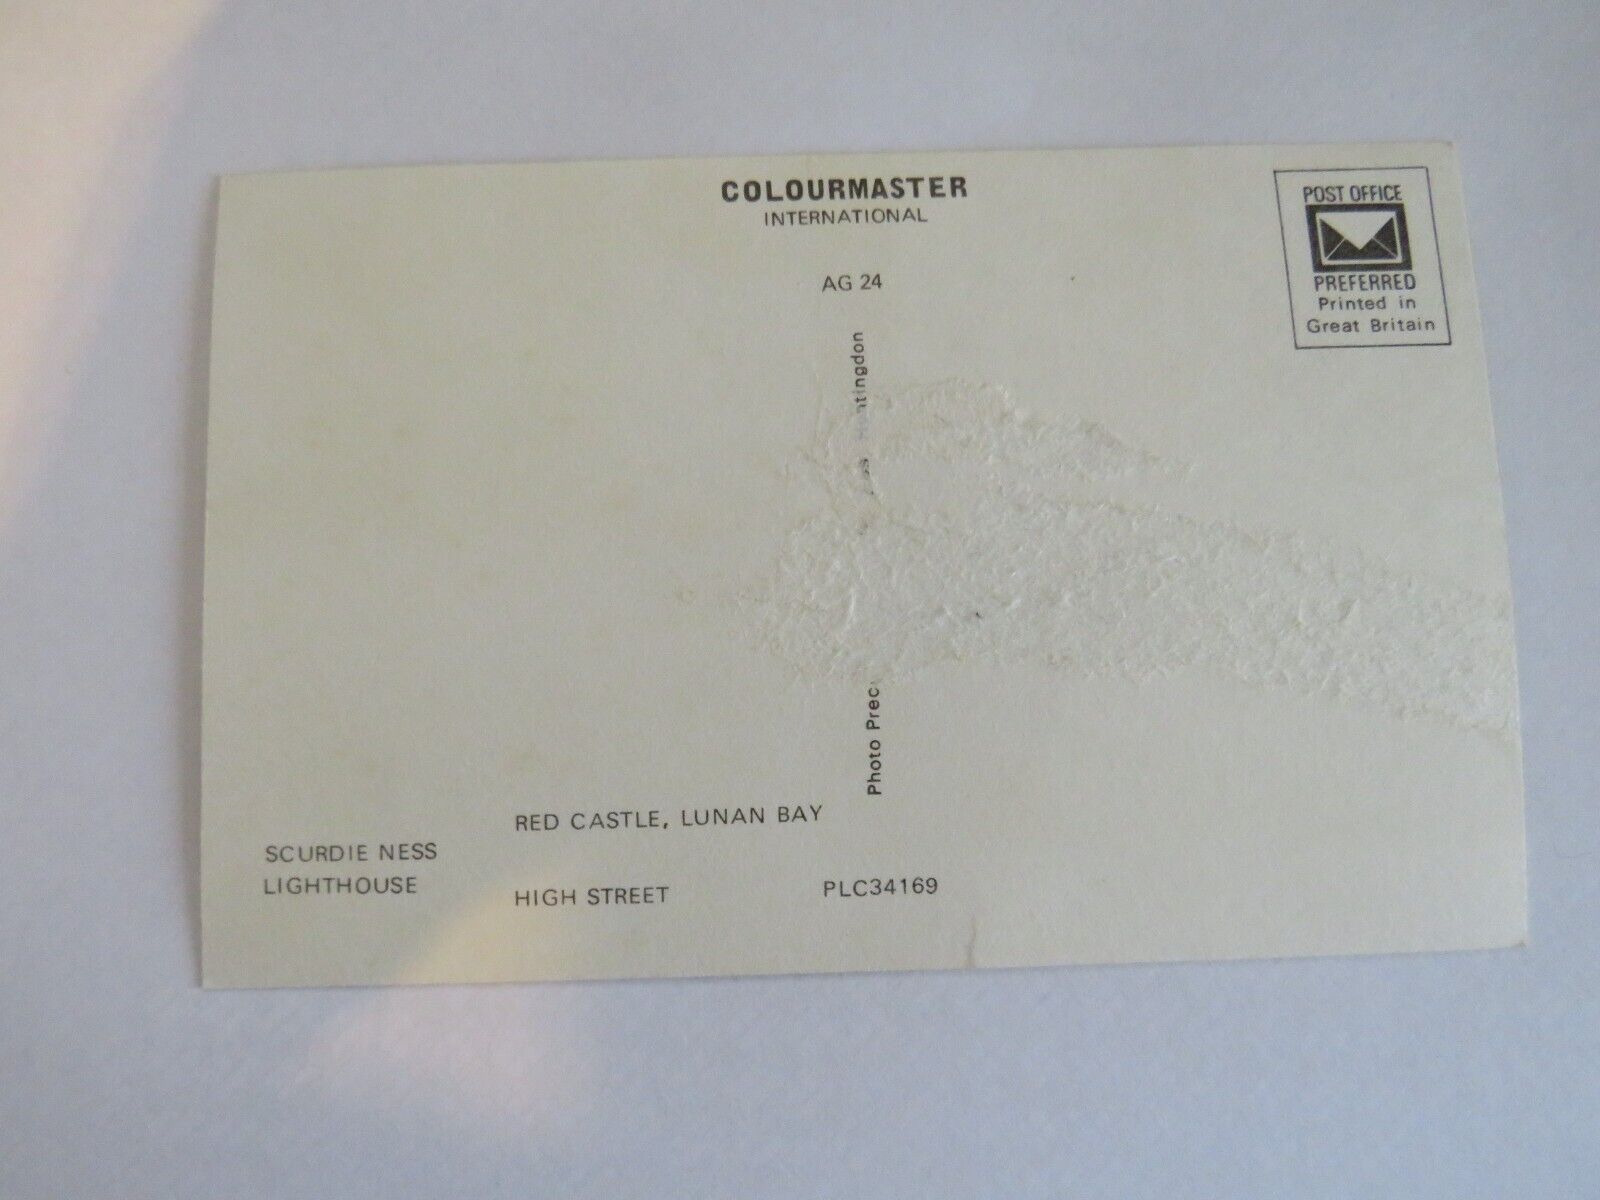 COLOURMASTER
INTERNATIONAL
AG 24
POST OFFICE
PREFERRED
Printed in
Great Britain
Photo Prec
RED CASTLE, LUNAN BAY
SCURDIE NESS
LIGHTHOUSE
HIGH STREET
PLC34169